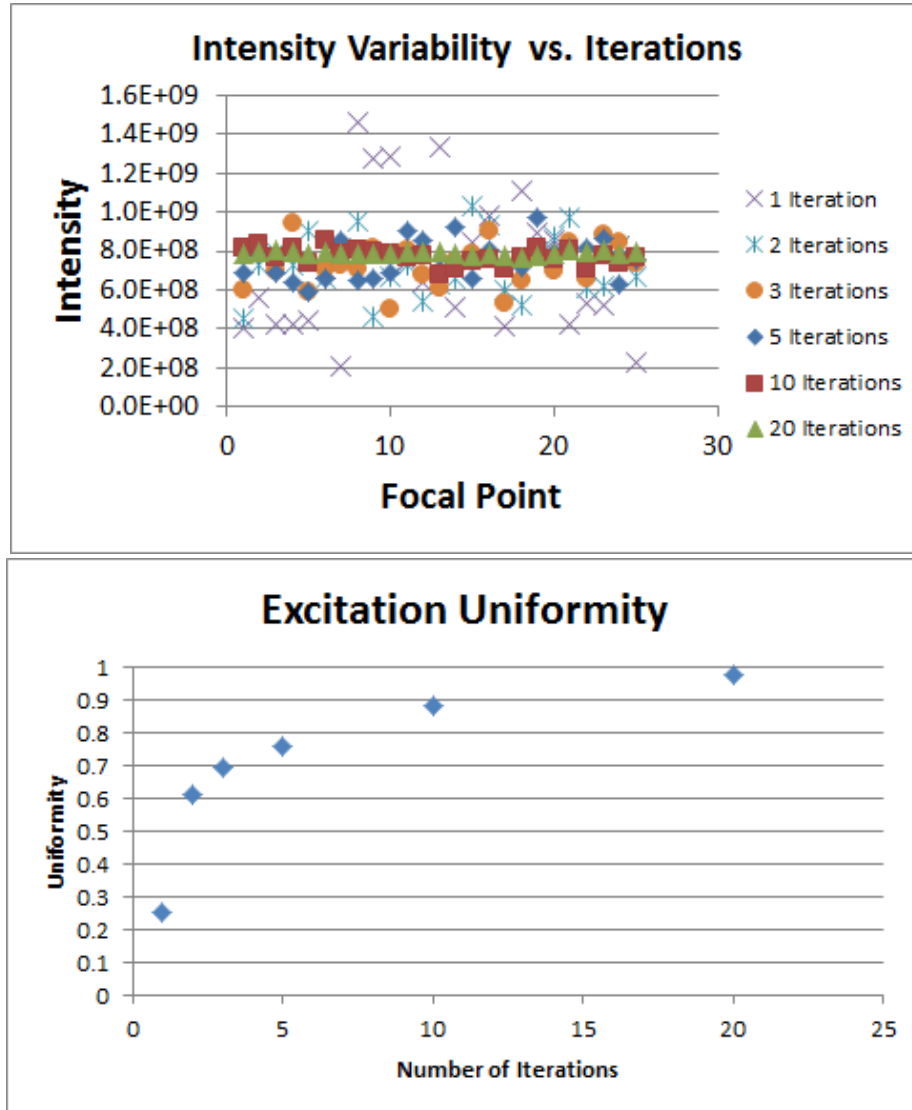 Intensity Variability vs. Iterations
Intensity
1.6E+09
1.4E+09
1.2E+09
1.0E+09
8.0E+08
6.0E+08
4.0E+08
2.0E+08
0.0E+00
0 10 20 30
Focal Point
1 Iteration
2 Iterations
3 Iterations
5 Iterations
10 Iterations
20 Iterations
Excitation Uniformity
Uniformity
1
0.9
0.8
0.7
0.6
0.5
0.4
0.3
0.2
0.1
0
0 5 10 15 20 25
Number of Iterations